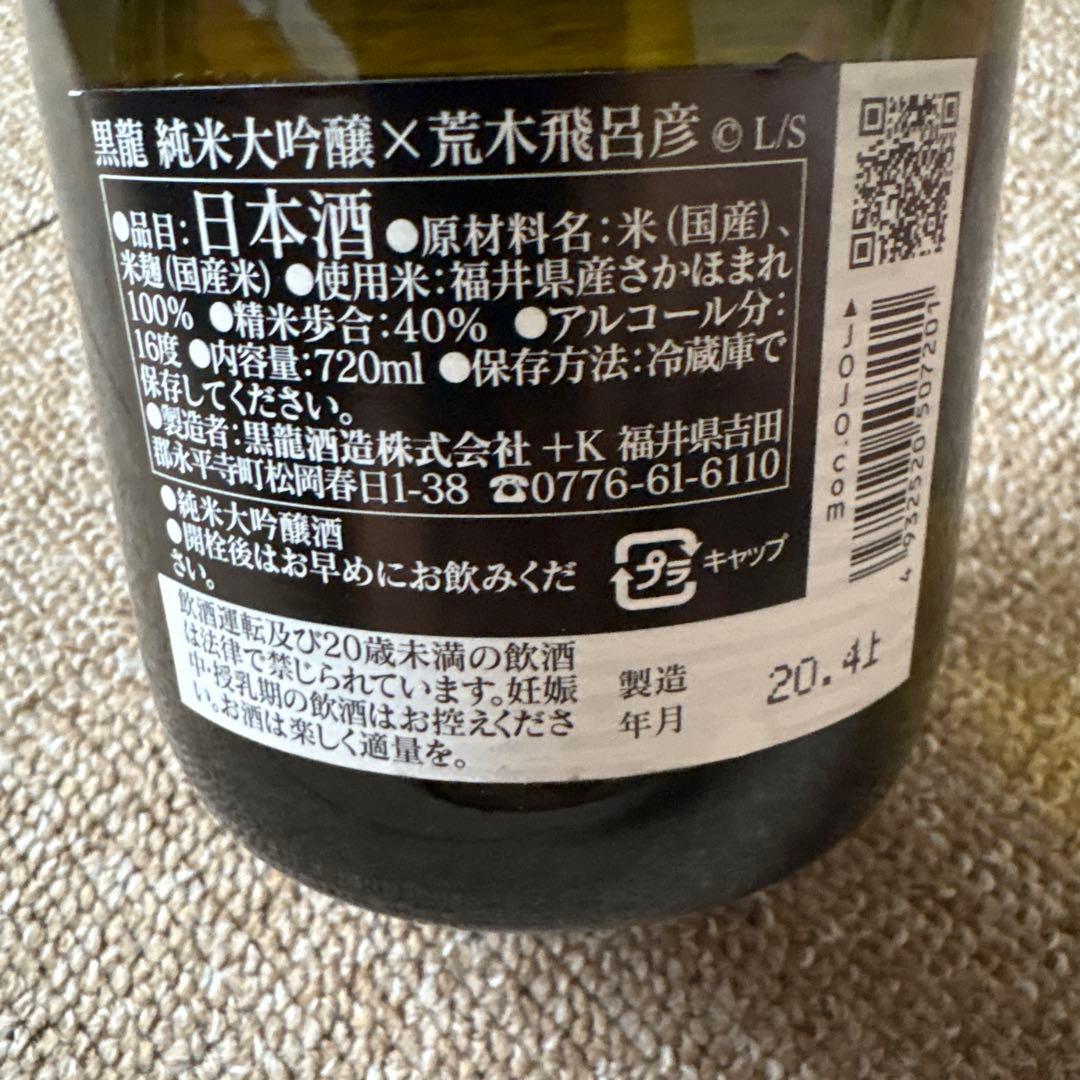 黒龍 純米大吟醸×荒木飛呂彦 © L/S
●品目:日本酒 ●原材料名:米(国産)、
米麹(国産米) ●使用米:福井県産さかほまれ
100% ●精米歩合:40% ●アルコール分:
16度 ●内容量:720ml ●保存方法:冷蔵庫で
保存してください。
●製造者:黒龍酒造株式会社 +K 福井県吉田
郡永平寺町松岡春日1-38 ☎0776-61-6110
●純米大吟醸酒
●開栓後はお早めにお飲みくだ
さい。
プラ キャップ
飲酒運転及び20歳未満の飲酒
は法律で禁じられています。妊娠
中・授乳期の飲酒はお控えくださ
い。お酒は楽しく適量を。
製造
年月
20.4上
▲JOJO.com
4 932520 507201